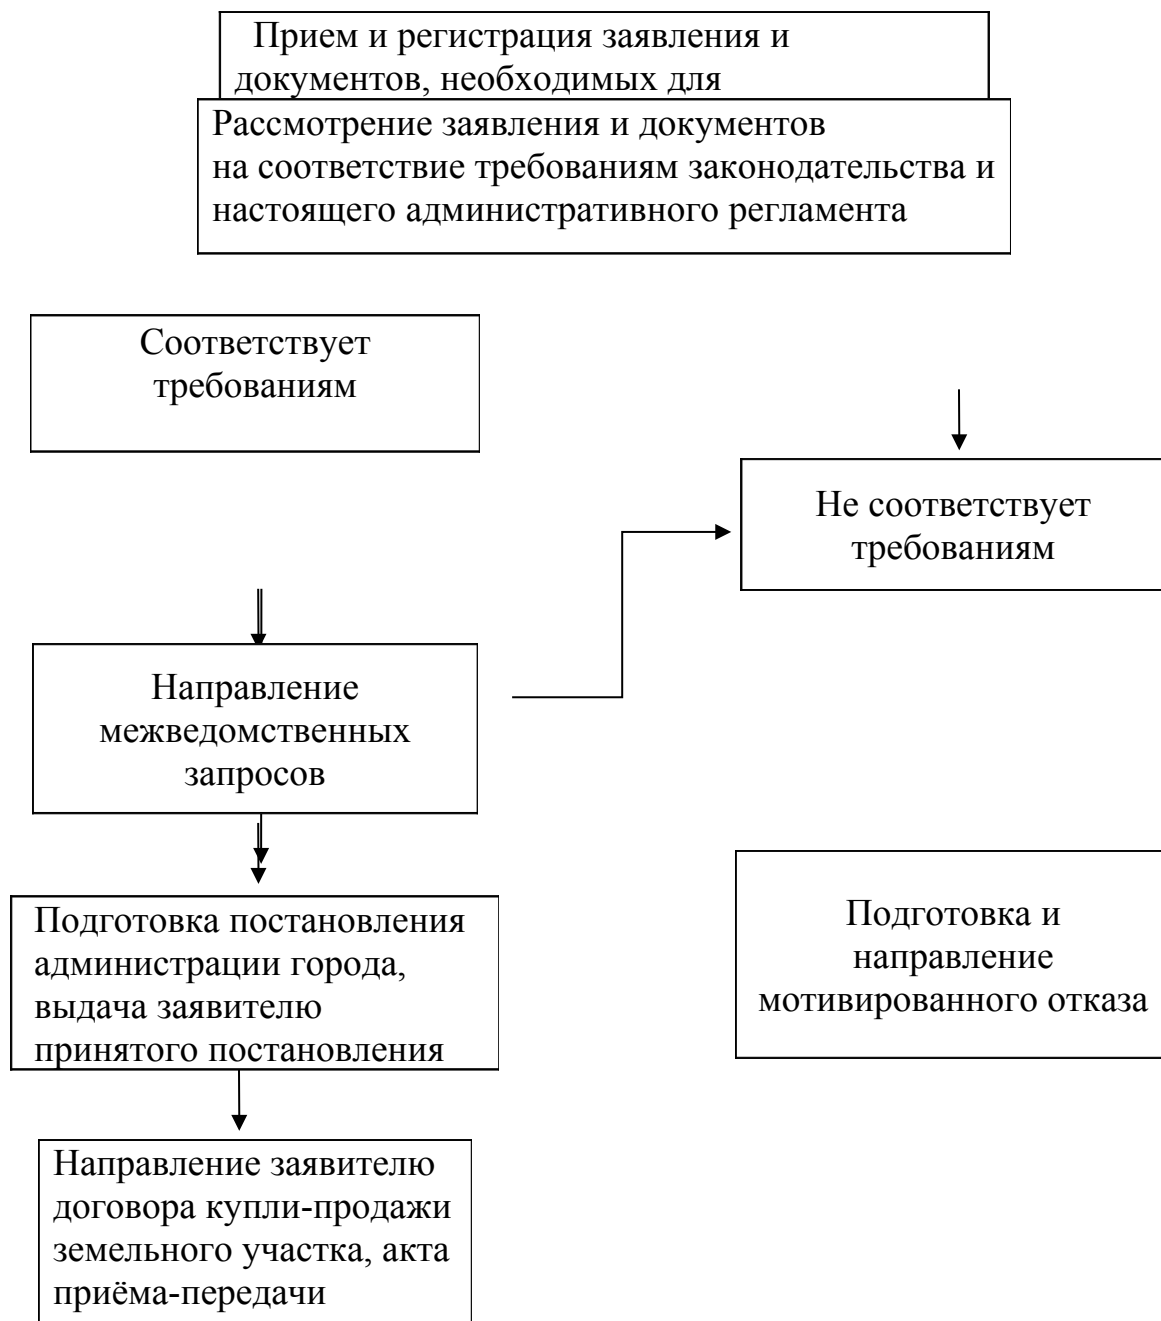 Прием и регистрация заявления и
документов, необходимых для
Рассмотрение заявления и документов
на соответствие требованиям законодательства и
настоящего административного регламента
Соответствует
требованиям
Не соответствует
требованиям
Направление
межведомственных
запросов
Подготовка постановления
администрации города,
выдача заявителю
принятого постановления
Подготовка и
направление
мотивированного отказа
Направление заявителю
договора купли-продажи
земельного участка, акта
приёма-передачи